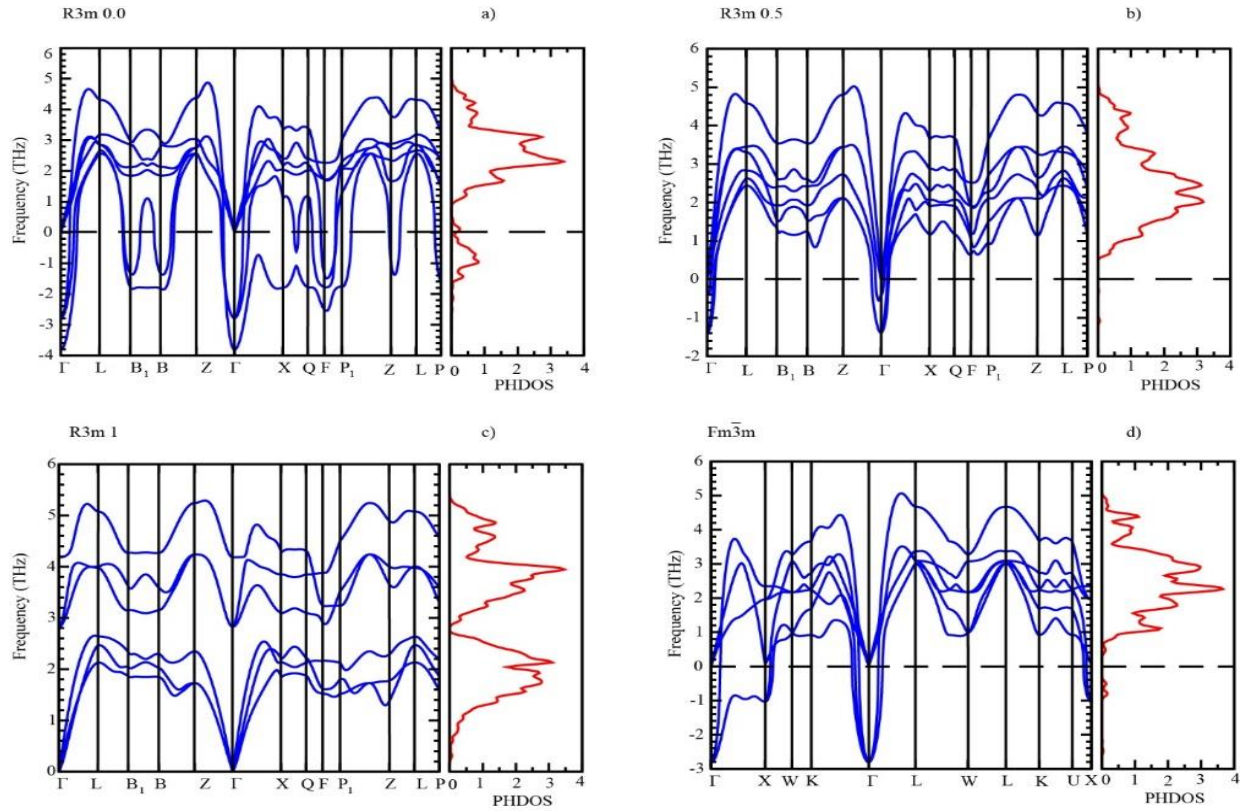 R3m 0.0 a)
6
5
4
3
2
1
0
-1
-2
-3
-4
Frequency (THz)
Γ L B1 B Z Γ X Q F P1 Z L P
0 1 2 3 4
PHDOS
R3m 0.5 b)
6
5
4
3
2
1
0
-1
-2
Frequency (THz)
Γ L B1 B Z Γ X Q F P1 Z L P
0 1 2 3 4
PHDOS
R3m 1 c)
6
5
4
3
2
1
0
Frequency (THz)
Γ L B1 B Z Γ X Q F P1 Z L P
0 1 2 3 4
PHDOS
Fm3̅m d)
6
5
4
3
2
1
0
-1
-2
-3
Frequency (THz)
Γ X W K Γ L W L K U X
0 1 2 3 4
PHDOS